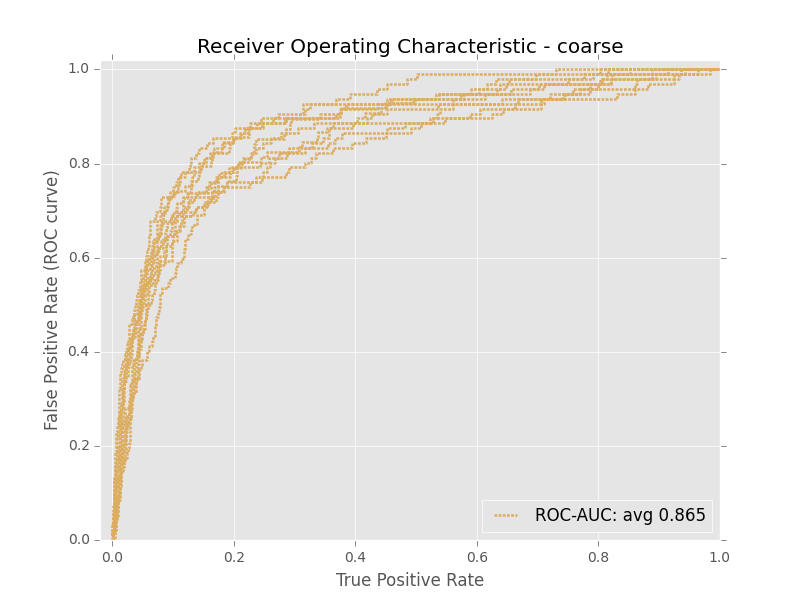 Receiver Operating Characteristic - coarse
1.0
0.8
0.6
0.4
0.2
0.0
False Positive Rate (ROC curve)
ROC-AUC: avg 0.865
0.0 0.2 0.4 0.6 0.8 1.0
True Positive Rate